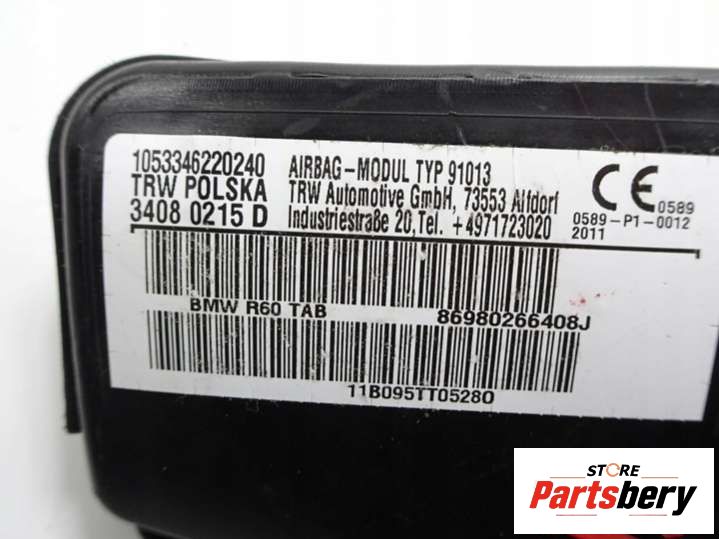 1053346220240
TRW POLSKA
3408 0215 D
AIRBAG-MODUL TYP 91013
TRW Automotive GmbH, 73553 Alfdorf
Industriestraße 20,Tel. +4971723020
CE 0589
0589-P1-0012
2011
BMW R60 TAB 86980266408J
11B095TT0528O
STORE
Partsbery